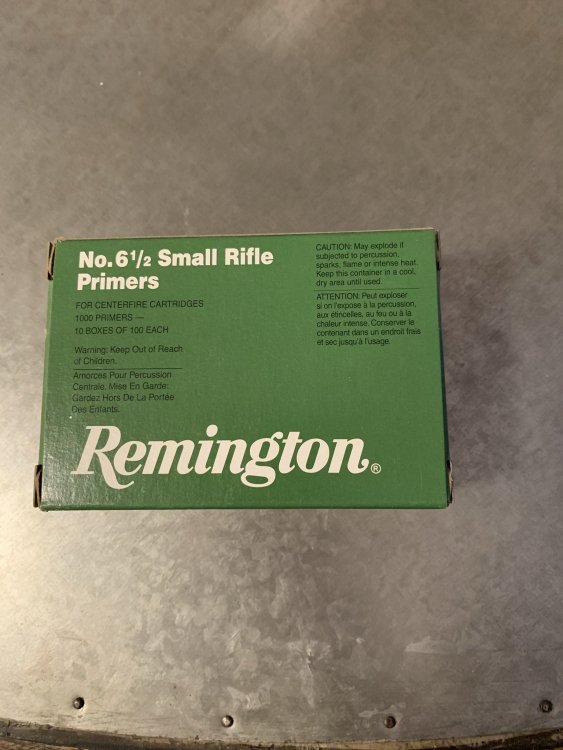 No. 6 1/2 Small Rifle
Primers
FOR CENTERFIRE CARTRIDGES
1000 PRIMERS —
10 BOXES OF 100 EACH
Warning: Keep Out of Reach
of Children.
Amorces Pour Percussion
Centrale. Mise En Garde:
Gardez Hors De La Portée
Des Enfants.
CAUTION: May explode if
subjected to percussion,
sparks, flame or intense heat.
Keep this container in a cool,
dry area until used.
ATTENTION: Peut exploser
si on l'expose à la percussion,
aux étincelles, au feu ou à la
chaleur intense. Conserver le
contenant dans un endroit frais
et sec jusqu'à l'usage.
Remington®